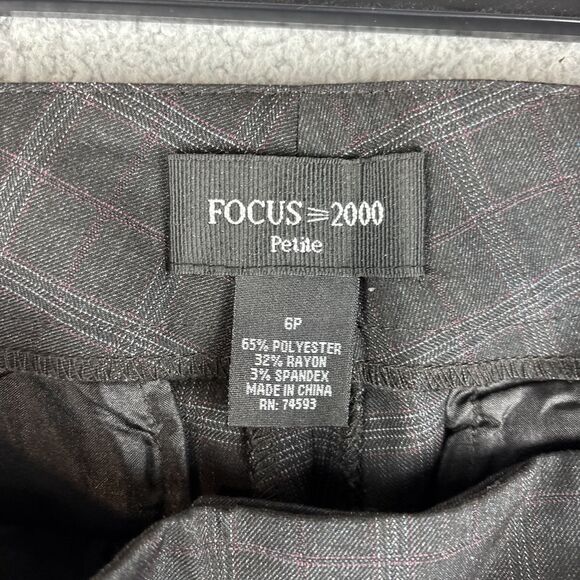 FOCUS 2000
Petite
6P
65% POLYESTER
32% RAYON
3% SPANDEX
MADE IN CHINA
RN: 74593